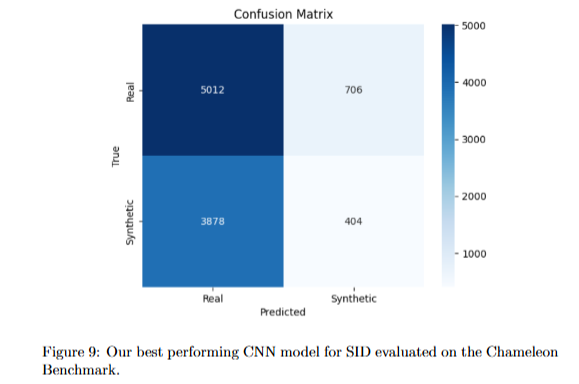 Confusion Matrix
Real
Synthetic
True
5012
706
3878
404
Real
Synthetic
Predicted
5000
4000
3000
2000
1000
Figure 9: Our best performing CNN model for SID evaluated on the Chameleon
Benchmark.